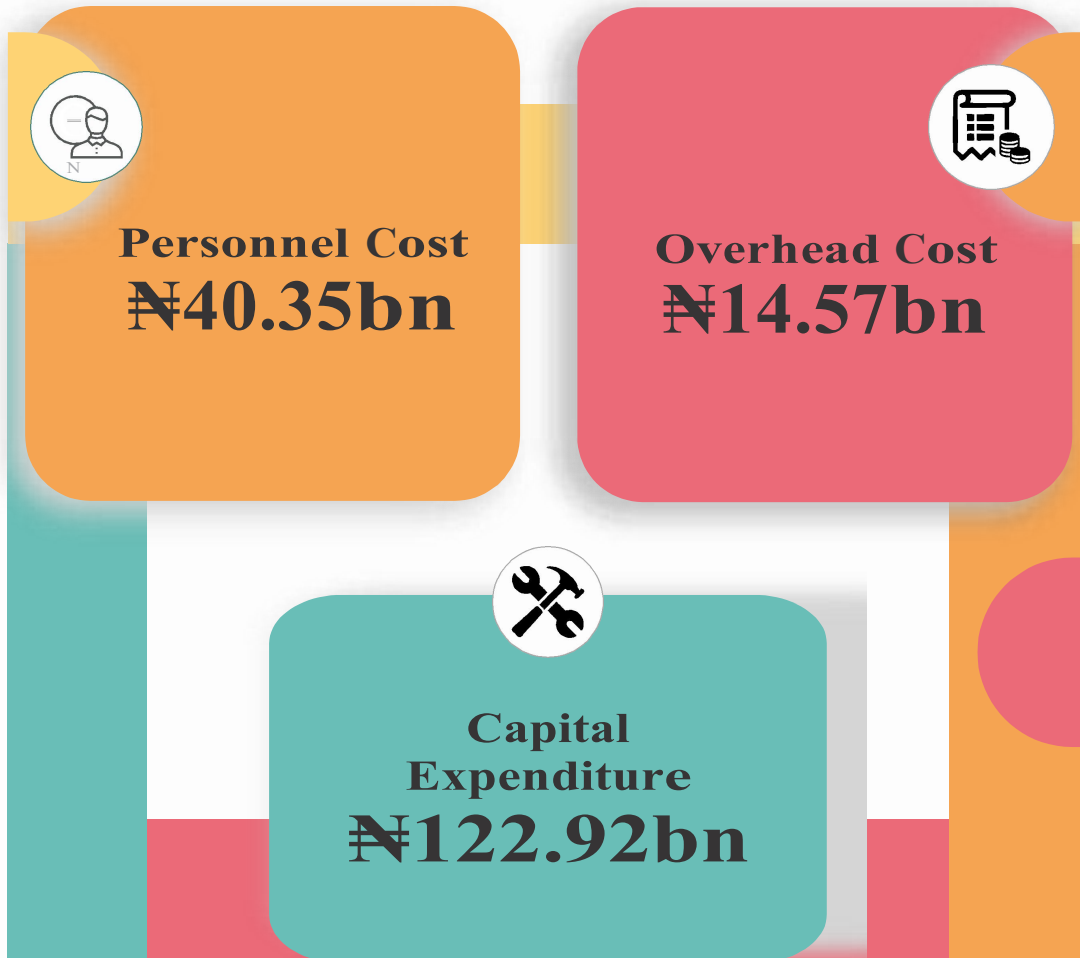 N
Personnel Cost
₦40.35bn
Overhead Cost
₦14.57bn
Capital
Expenditure
₦122.92bn